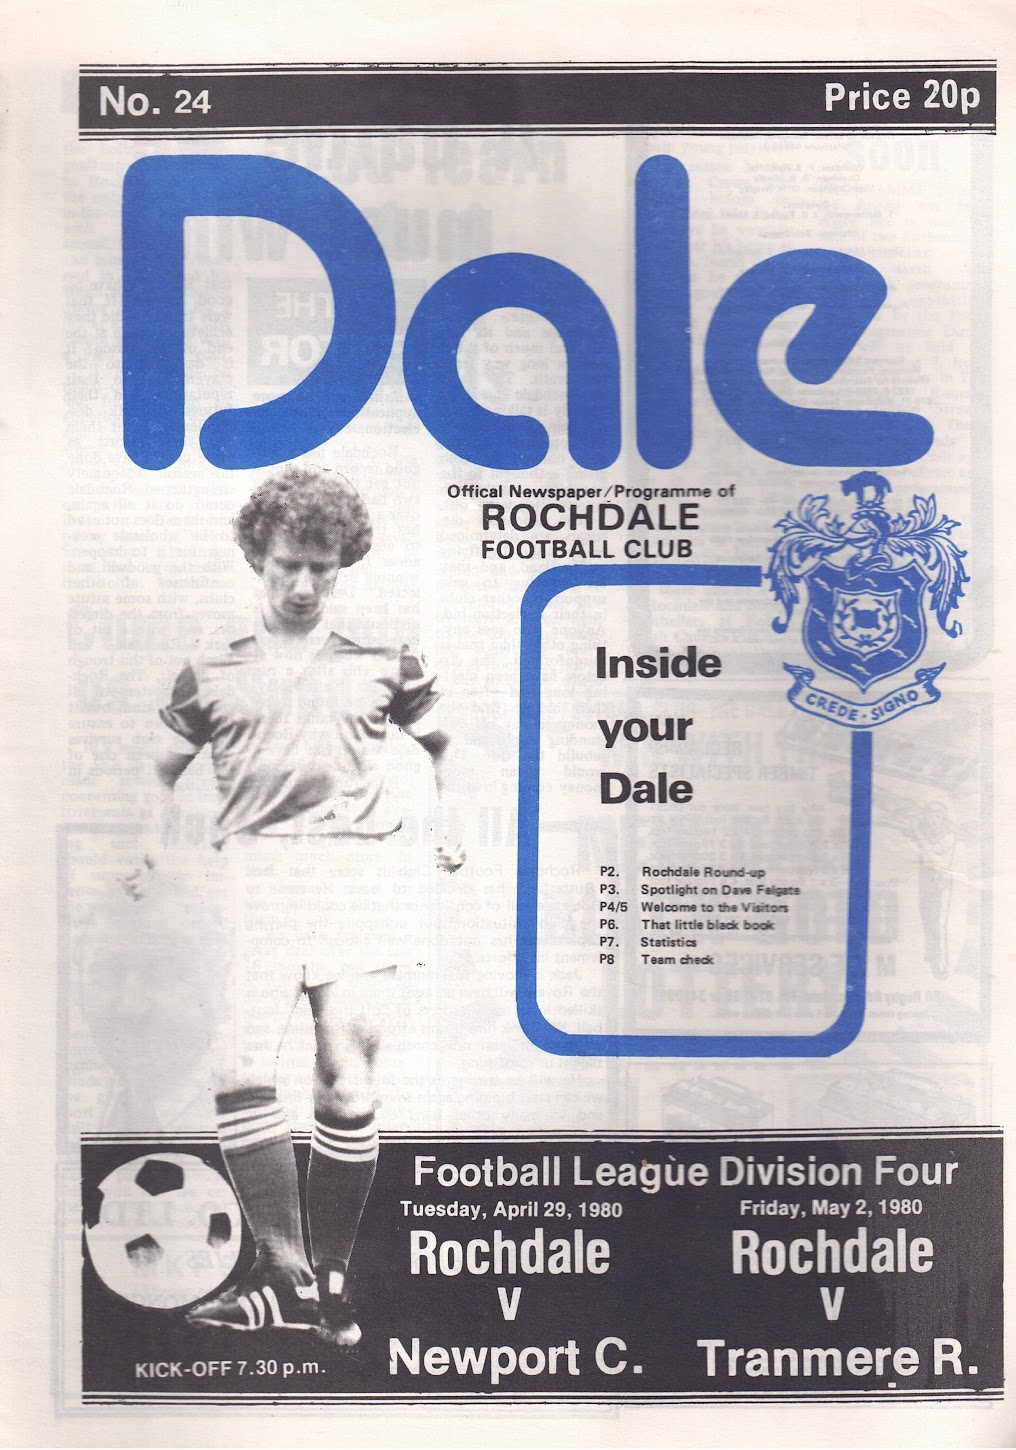 No. 24
Price 20p
Dale
Offical Newspaper/Programme of
ROCHDALE
FOOTBALL CLUB
CREDE · SIGNO
Inside
your
Dale
P2. Rochdale Round-up
P3. Spotlight on Dave Felgate
P4/5 Welcome to the Visitors
P6. That little black book
P7. Statistics
P8 Team check
Football League Division Four
Tuesday, April 29, 1980
Rochdale
v
Newport C.
Friday, May 2, 1980
Rochdale
v
Tranmere R.
KICK-OFF 7.30 p.m.